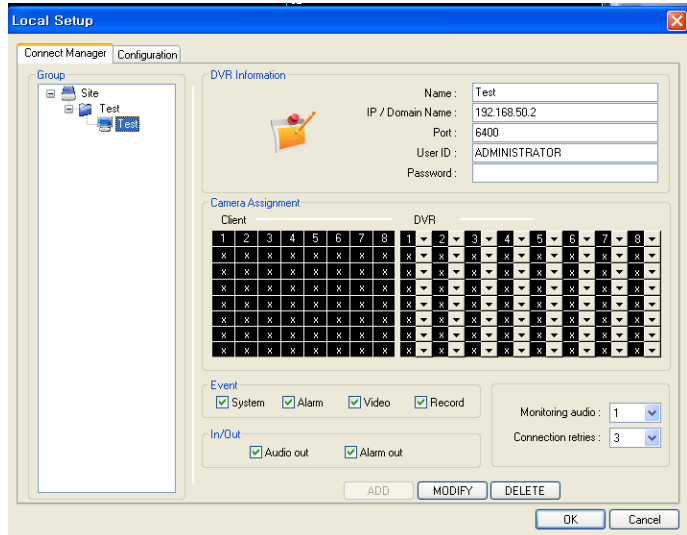 Local Setup
Connect Manager Configuration
Group
Site
Test
Test
DVR Information
Name : Test
IP / Domain Name : 192.168.50.2
Port : 6400
User ID : ADMINISTRATOR
Password :
Camera Assignment
Client DVR
1 2 3 4 5 6 7 8 1 2 3 4 5 6 7 8
x x x x x x x x x x x x x x x x
x x x x x x x x x x x x x x x x
x x x x x x x x x x x x x x x x
x x x x x x x x x x x x x x x x
x x x x x x x x x x x x x x x x
x x x x x x x x x x x x x x x x
x x x x x x x x x x x x x x x x
Event
System Alarm Video Record
In/Out
Audio out Alarm out
Monitoring audio : 1
Connection retries : 3
ADD MODIFY DELETE
OK Cancel